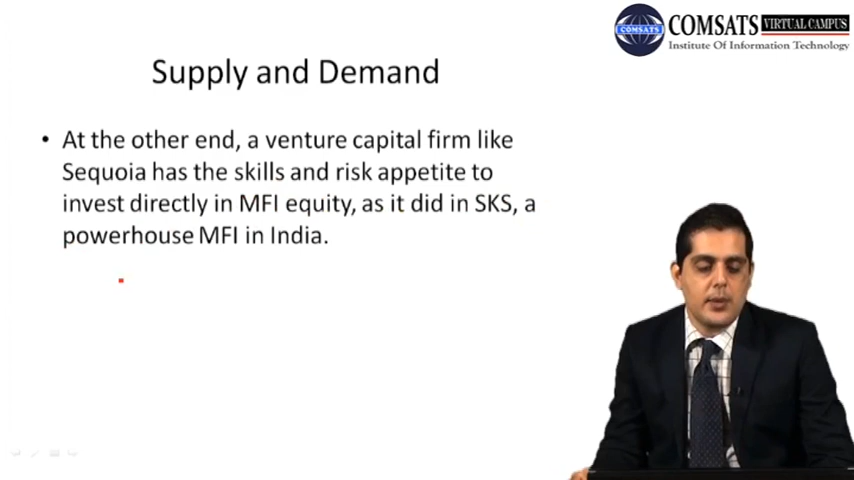 COMSATS VIRTUAL CAMPUS
Institute Of Information Technology
COMSATS
Supply and Demand
• At the other end, a venture capital firm like
Sequoia has the skills and risk appetite to
invest directly in MFI equity, as it did in SKS, a
powerhouse MFI in India.